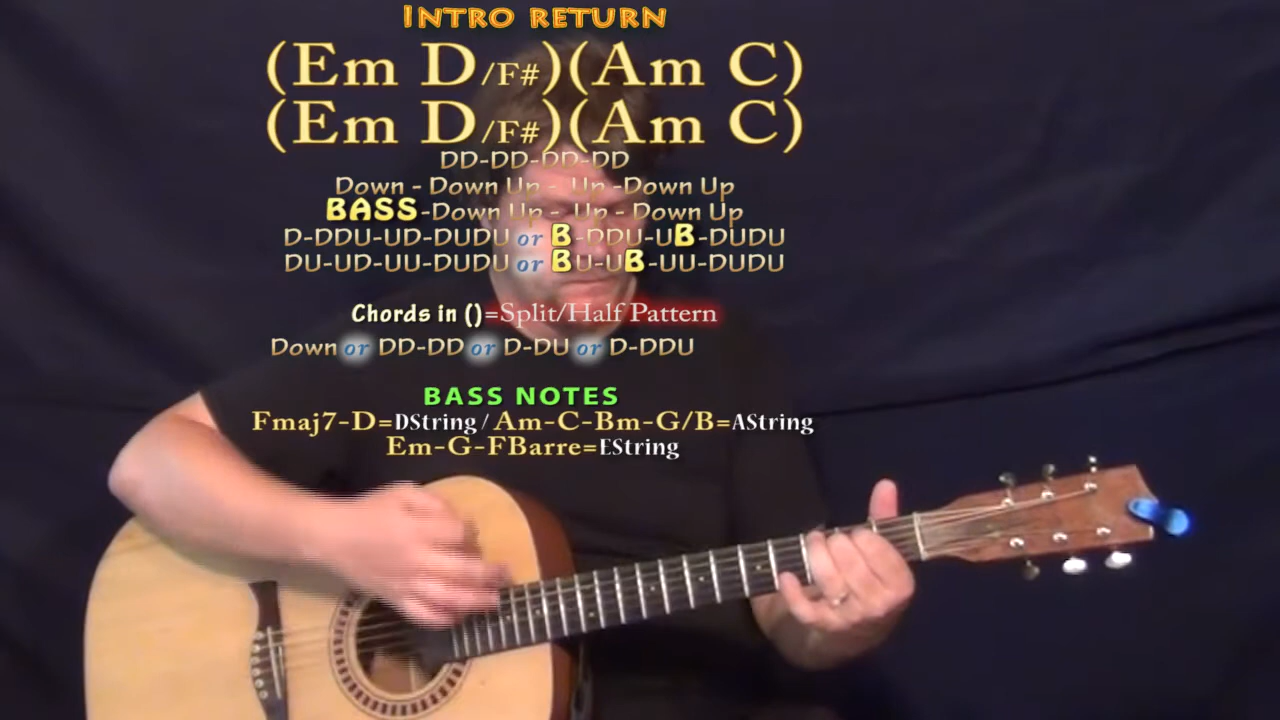 Intro return
(Em D/F#)(Am C)
(Em D/F#)(Am C)
DD-DD-DD-DD
Down - Down Up - Up -Down Up
BASS-Down Up - Up - Down Up
D-DDU-UD-DUDU or B-DDU-UB-DUDU
DU-UD-UU-DUDU or BU-UB-UU-DUDU
Chords in ()=Split/Half Pattern
Down or DD-DD or D-DU or D-DDU
BASS NOTES
Fmaj7-D=DString / Am-C-Bm-G/B=AString
Em-G-FBarre=EString